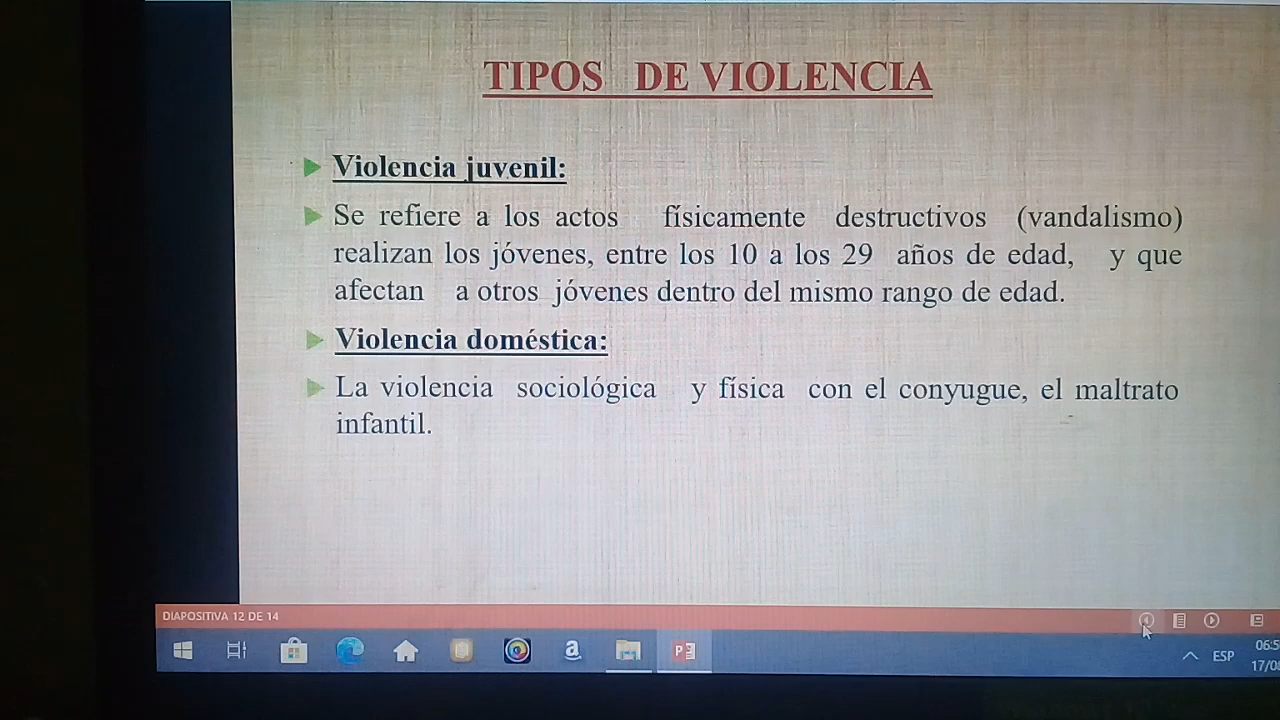 TIPOS DE VIOLENCIA
Violencia juvenil:
Se refiere a los actos físicamente destructivos (vandalismo)
realizan los jóvenes, entre los 10 a los 29 años de edad, y que
afectan a otros jóvenes dentro del mismo rango de edad.
Violencia doméstica:
La violencia sociológica y física con el conyugue, el maltrato
infantil.
DIAPOSITIVA 12 DE 14
ESP